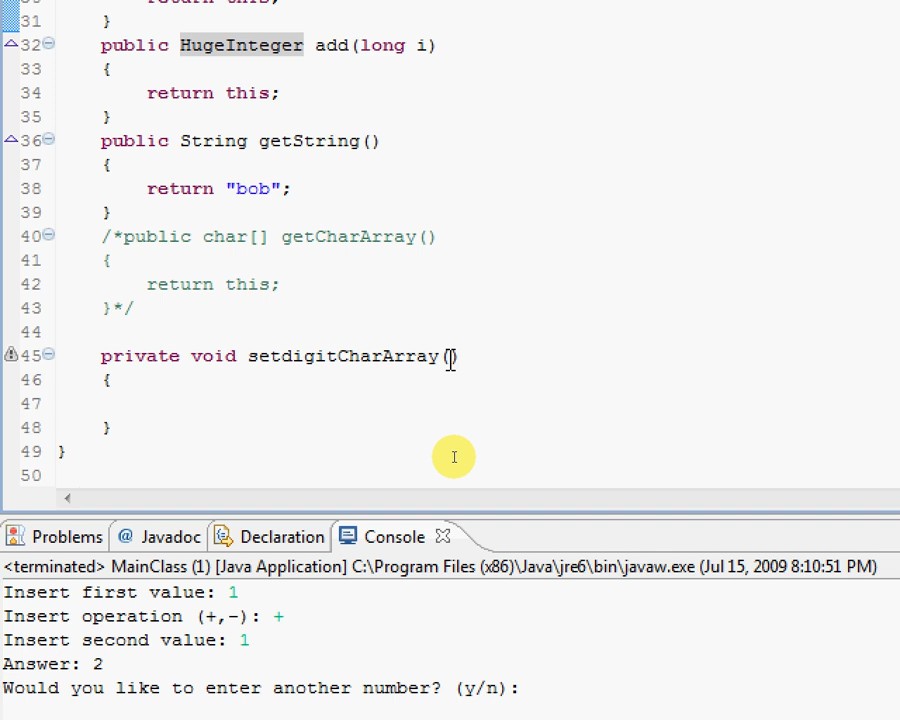 return this;
31 }
32 public HugeInteger add(long i)
33 {
34 return this;
35 }
36 public String getString()
37 {
38 return "bob";
39 }
40 /*public char[] getCharArray()
41 {
42 return this;
43 }*/
44
45 private void setdigitCharArray()
46 {
47
48 }
49 }
50
Problems @ Javadoc Declaration Console
<terminated> MainClass (1) [Java Application] C:\Program Files (x86)\Java\jre6\bin\javaw.exe (Jul 15, 2009 8:10:51 PM)
Insert first value: 1
Insert operation (+,-): +
Insert second value: 1
Answer: 2
Would you like to enter another number? (y/n):